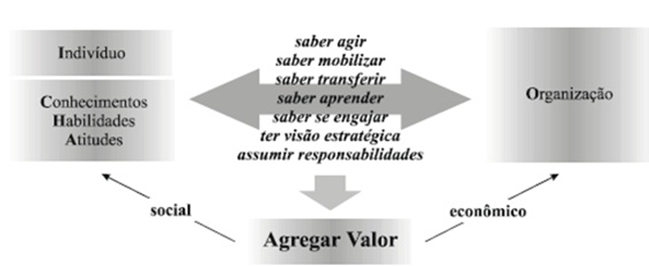 Indivíduo
Conhecimentos
Habilidades
Atitudes
saber agir
saber mobilizar
saber transferir
saber aprender
saber se engajar
ter visão estratégica
assumir responsabilidades
Organização
social
econômico
Agregar Valor